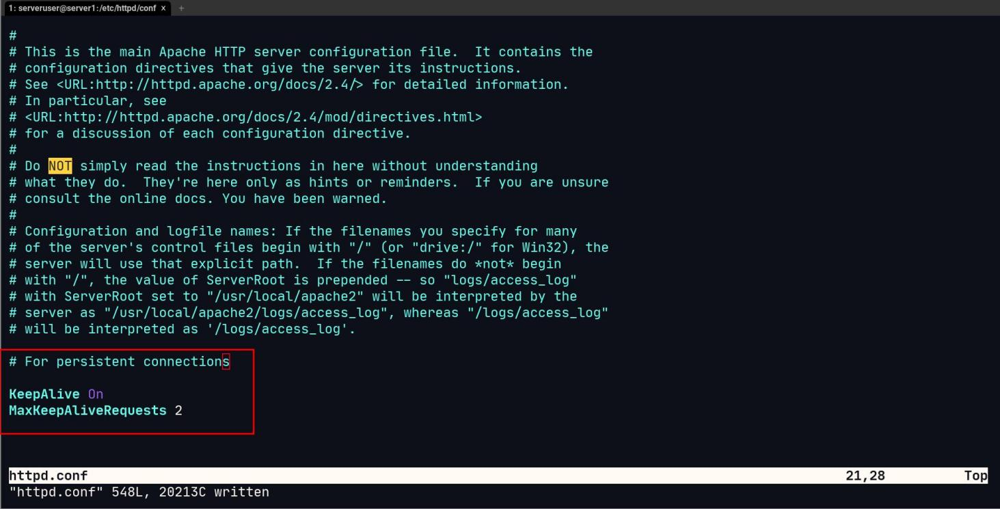 1: serveruser@server1:/etc/httpd/conf × +
#
# This is the main Apache HTTP server configuration file.  It contains the
# configuration directives that give the server its instructions.
# See <URL:http://httpd.apache.org/docs/2.4/> for detailed information.
# In particular, see
# <URL:http://httpd.apache.org/docs/2.4/mod/directives.html>
# for a discussion of each configuration directive.
#
# Do NOT simply read the instructions in here without understanding
# what they do.  They're here only as hints or reminders.  If you are unsure
# consult the online docs. You have been warned.
#
# Configuration and logfile names: If the filenames you specify for many
# of the server's control files begin with "/" (or "drive:/" for Win32), the
# server will use that explicit path.  If the filenames do *not* begin
# with "/", the value of ServerRoot is prepended -- so "logs/access_log"
# with ServerRoot set to "/usr/local/apache2" will be interpreted by the
# server as "/usr/local/apache2/logs/access_log", whereas "/logs/access_log"
# will be interpreted as '/logs/access_log'.
# For persistent connections
KeepAlive On
MaxKeepAliveRequests 2
httpd.conf 21,28 Top
"httpd.conf" 548L, 20213C written